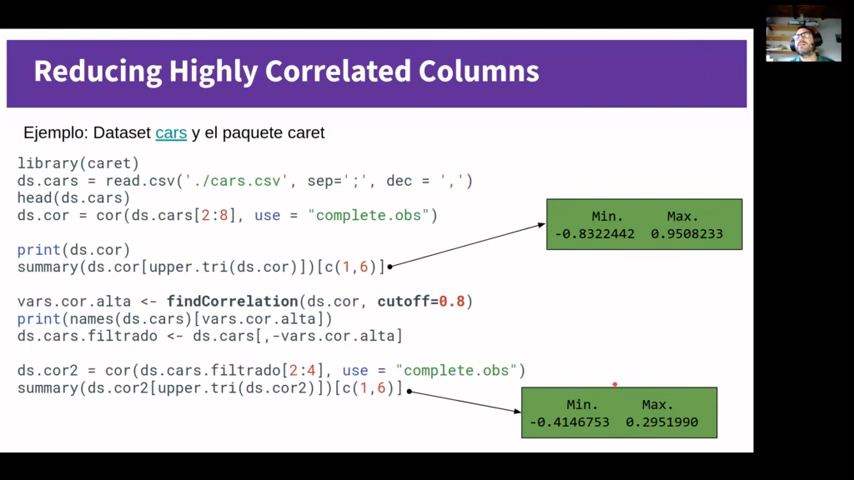 Reducing Highly Correlated Columns
Ejemplo: Dataset cars y el paquete caret
library(caret)
ds.cars = read.csv('./cars.csv', sep=';', dec = ',')
head(ds.cars)
ds.cor = cor(ds.cars[2:8], use = "complete.obs")
print(ds.cor)
summary(ds.cor[upper.tri(ds.cor)])[c(1,6)]
Min. Max.
-0.8322442 0.9508233
vars.cor.alta <- findCorrelation(ds.cor, cutoff=0.8)
print(names(ds.cars)[vars.cor.alta])
ds.cars.filtrado <- ds.cars[,-vars.cor.alta]
ds.cor2 = cor(ds.cars.filtrado[2:4], use = "complete.obs")
summary(ds.cor2[upper.tri(ds.cor2)])[c(1,6)]
Min. Max.
-0.4146753 0.2951990